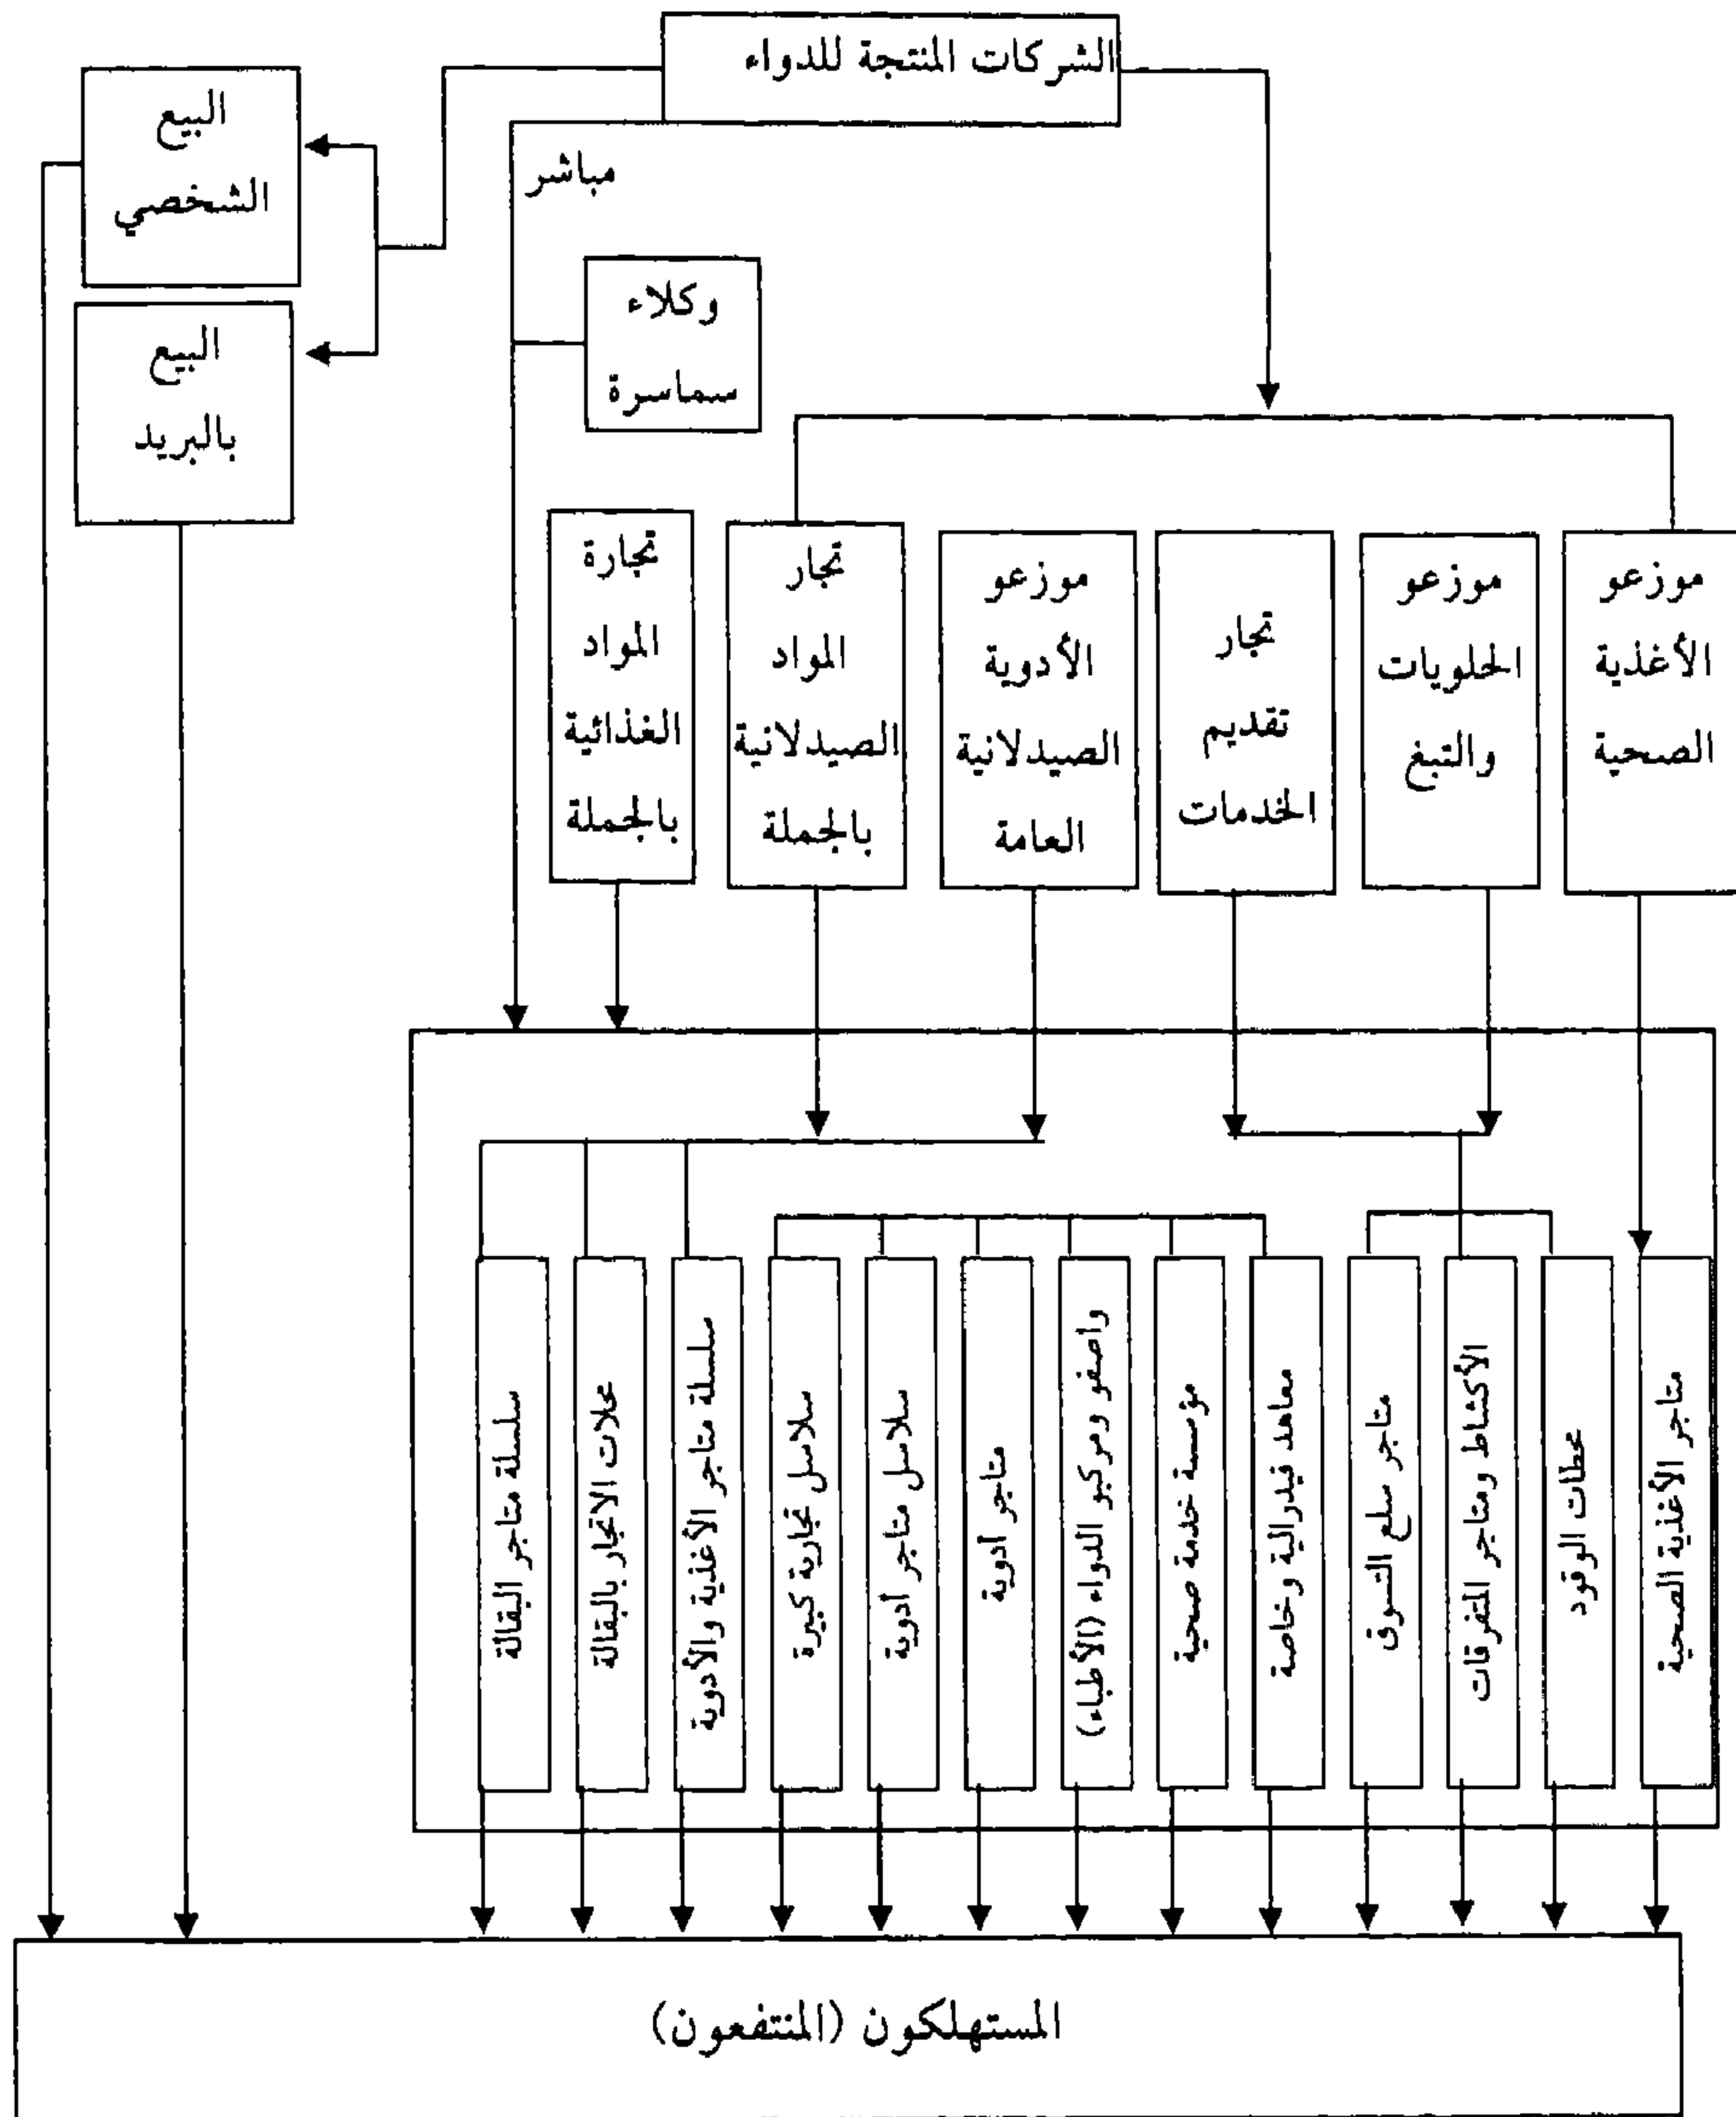 الشركات المنتجة للدواء
البيع
الشخصي
مباشر
وكلاء
سماسرة
البيع
بالبريد
موزعو
الأغذية
الصحية
موزعو
الحلويات
والتبغ
تجار
تقديم
الخدمات
موزعو
الأدوية
الصيدلانية
العامة
تجار
المواد
الصيدلانية
بالجملة
تجارة
المواد
الغذائية
بالجملة
متاجر الأغذية الصحية
محطات الوقود
الأكشاط ومتاجر المتفرقات
متاجر سلع التسوق
معاهد فيدرالية وخاصة
مؤسسة خدمة صحية
واصفو ومركبو الدواء (الأطباء)
متاجر أدوية
سلاسل متاجر أدوية
سلاسل تجارية كبيرة
سلسلة متاجر الأغذية والأدوية
محلات الاتجار بالبقالة
سلسلة متاجر البقالة
المستهلكون (المنتفعون)